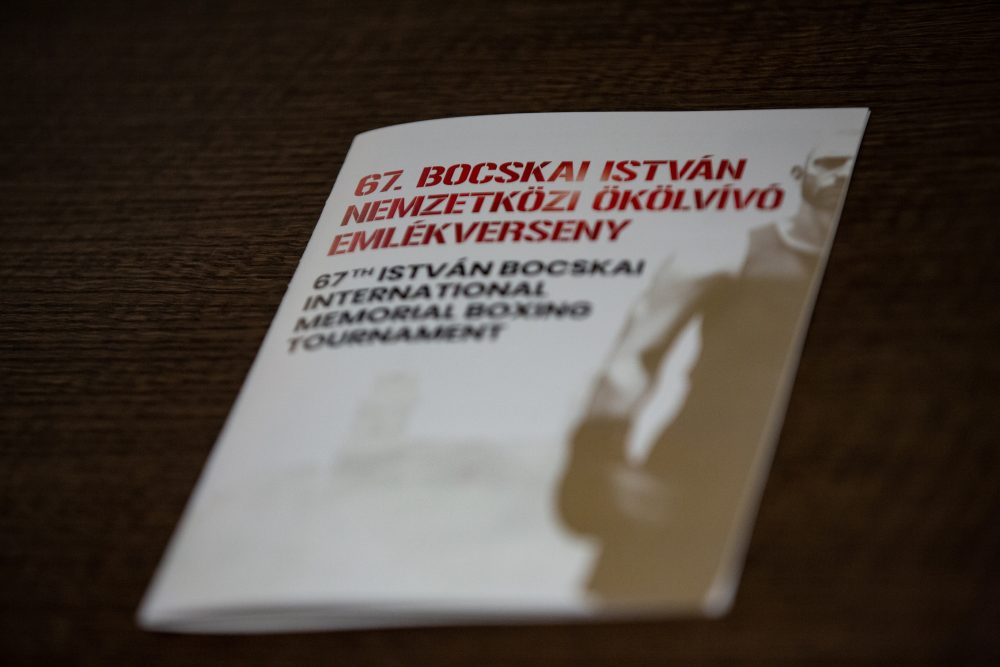 67. BOCSKAI ISTVÁN
NEMZETKÖZI ÖKÖLVÍVÓ
EMLÉKVERSENY
67TH ISTVÁN BOCSKAI
INTERNATIONAL
MEMORIAL BOXING
TOURNAMENT